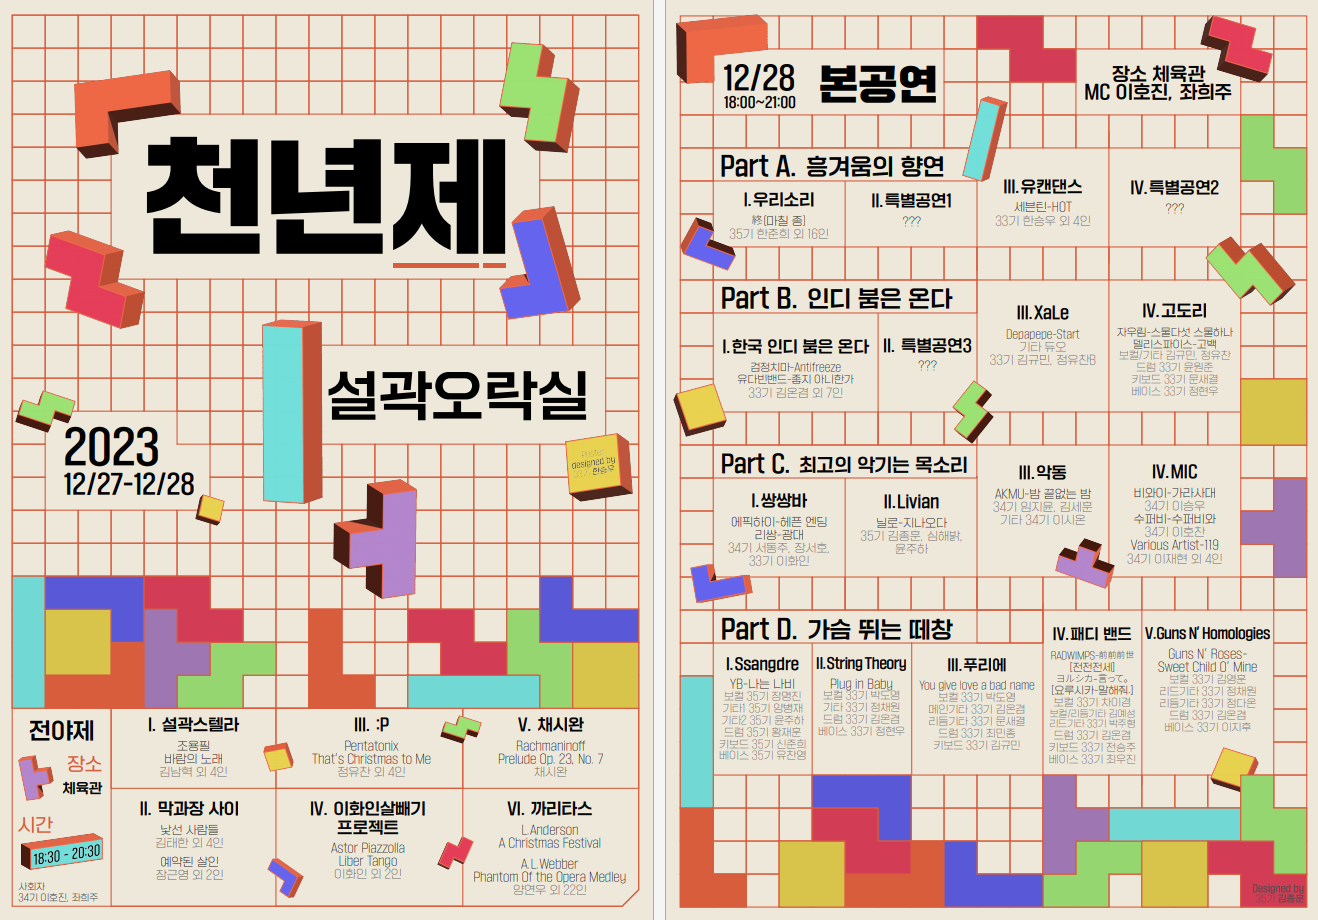 천년제
설곽오락실
2023
12/27-12/28
designed by
한승우
전야제
장소
체육관
시간
18:30 - 20:30
사회자
34기 이호진, 좌희주
I. 설곽스텔라
조용필
바람의 노래
김남혁 외 4인
II. 막과장 사이
낯선 사람들
김태한 외 4인
예약된 살인
장근영 외 2인
III. :P
Pentatonix
That's Christmas to Me
정유찬 외 4인
IV. 이화인살빼기
프로젝트
Astor Piazzolla
Liber Tango
이화인 외 2인
V. 채시완
Rachmaninoff
Prelude Op. 23, No. 7
채시완
VI. 까리타스
L.Anderson
A Christmas Festival
A.L.Webber
Phantom Of the Opera Medley
양연우 외 22인
12/28
18:00~21:00
본공연
장소 체육관
MC 이호진, 좌희주
Part A. 흥겨움의 향연
I.우리소리
終[마칠 종]
35기 한준희 외 16인
II.특별공연1
???
III.유캔댄스
세븐틴-HOT
33기 한승우 외 4인
IV.특별공연2
???
Part B. 인디 붐은 온다
I.한국 인디 붐은 온다
검정치마-Antifreeze
유다빈밴드-좋지 아니한가
33기 김온겸 외 7인
II. 특별공연3
???
III.XaLe
Depapepe-Start
기타 듀오
33기 김규민, 정유찬B
IV.고도리
자우림-스물다섯 스물하나
델리스파이스-고백
보컬/기타 김규민, 정유찬
드럼 33기 윤원준
키보드 33기 문새결
베이스 33기 정현우
Part C. 최고의 악기는 목소리
I.쌍쌍바
에픽하이-헤픈 엔딩
리쌍-광대
34기 서동주, 장서호,
33기 이화인
II.Livian
닐로-지나오다
35기 김종훈, 심해밝,
윤주하
III.악동
AKMU-밤 끝없는 밤
34기 임지윤, 김세훈
기타 34기 이시온
IV.MIC
비와이-가라사대
34기 이승우
수퍼비-수퍼비와
34기 이호찬
Various Artist-119
34기 이재현 외 4인
Part D. 가슴 뛰는 떼창
I.Ssangdre
YB-나는 나비
보컬 35기 장명진
기타1 35기 양병재
기타2 35기 윤주하
드럼 35기 황재훈
키보드 35기 신준희
베이스 35기 유찬영
II.String Theory
Plug in Baby
보컬 33기 박도영
기타 33기 정채원
드럼 33기 김온겸
베이스 33기 김규민
III.푸리에
You give love a bad name
보컬 33기 박도영
메인기타 33기 김온겸
리듬기타 33기 문새결
드럼 33기 최민종
키보드 33기 김규민
IV.패디 밴드
RADWIMPS-前前前世
[전전전세]
ヨルシカ-言って。
[요루시카-말해줘.]
보컬 33기 차이경
보컬/리듬기타 김예성
리드기타 33기 박주형
드럼 33기 김온겸
키보드 33기 전승주
베이스 33기 최우진
V.Guns N' Homologies
Guns N' Roses-
Sweet Child O' Mine
보컬 33기 김영훈
리드기타 33기 정채원
리듬기타 33기 정다온
드럼 33기 김온겸
베이스 33기 이지후
Designed by
35기 김종훈